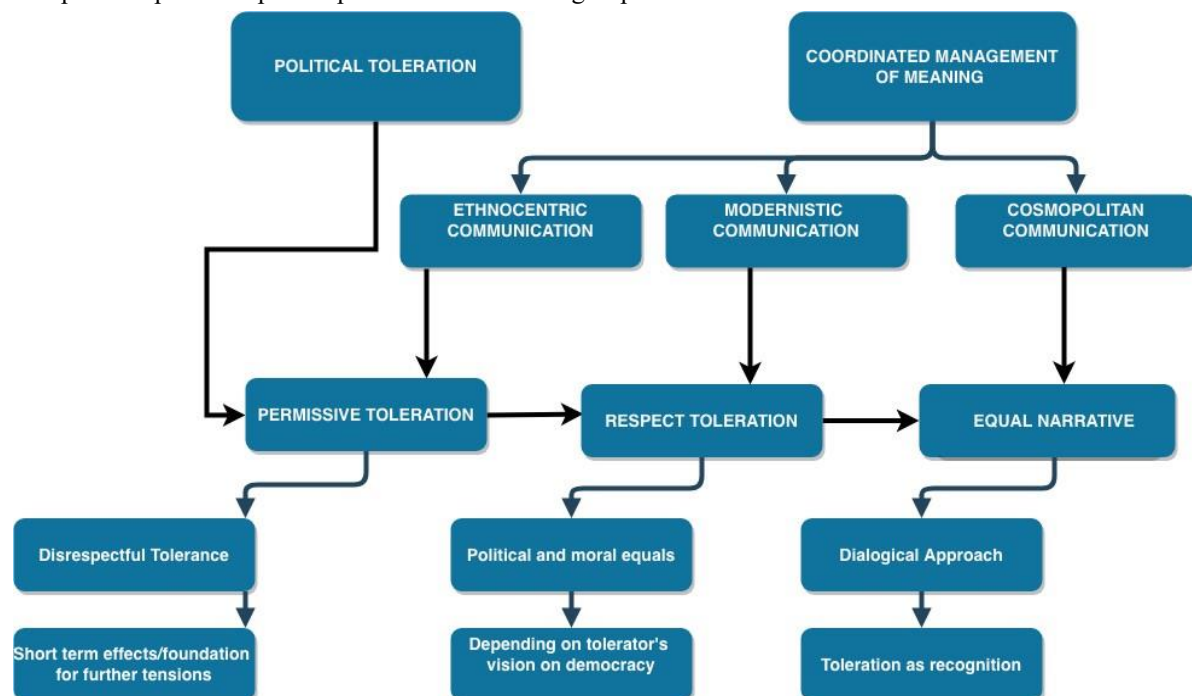 POLITICAL TOLERATION
COORDINATED MANAGEMENT
OF MEANING
ETHNOCENTRIC
COMMUNICATION
MODERNISTIC
COMMUNICATION
COSMOPOLITAN
COMMUNICATION
PERMISSIVE TOLERATION
RESPECT TOLERATION
EQUAL NARRATIVE
Disrespectful Tolerance
Political and moral equals
Dialogical Approach
Short term effects/foundation
for further tensions
Depending on tolerator's
vision on democracy
Toleration as recognition